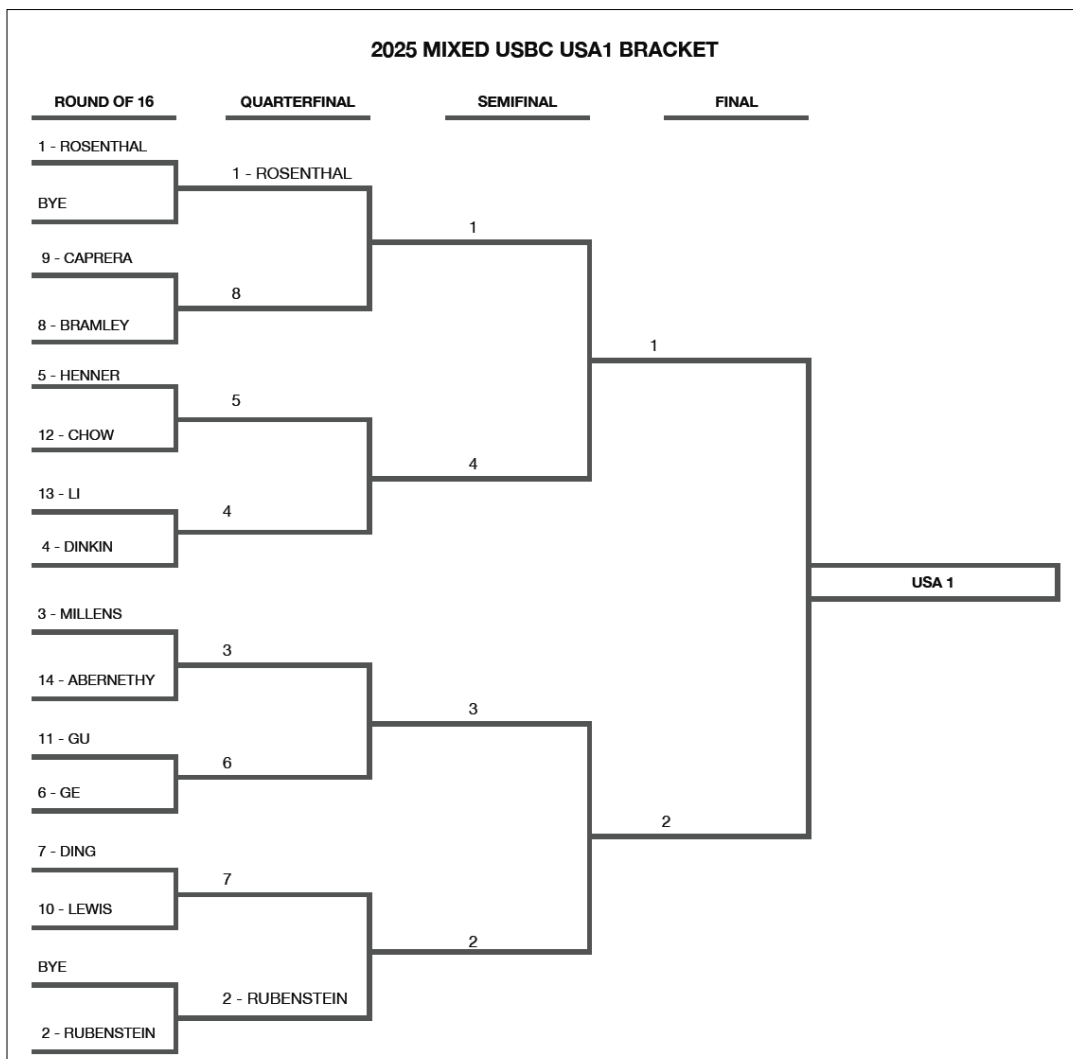 2025 MIXED USBC USA1 BRACKET
ROUND OF 16
QUARTERFINAL
SEMIFINAL
FINAL
1 - ROSENTHAL
BYE
9 - CAPRERA
8 - BRAMLEY
5 - HENNER
12 - CHOW
13 - LI
4 - DINKIN
3 - MILLENS
14 - ABERNETHY
11 - GU
6 - GE
7 - DING
10 - LEWIS
BYE
2 - RUBENSTEIN
1 - ROSENTHAL
8
5
4
3
6
7
2 - RUBENSTEIN
1
4
3
2
1
2
USA 1